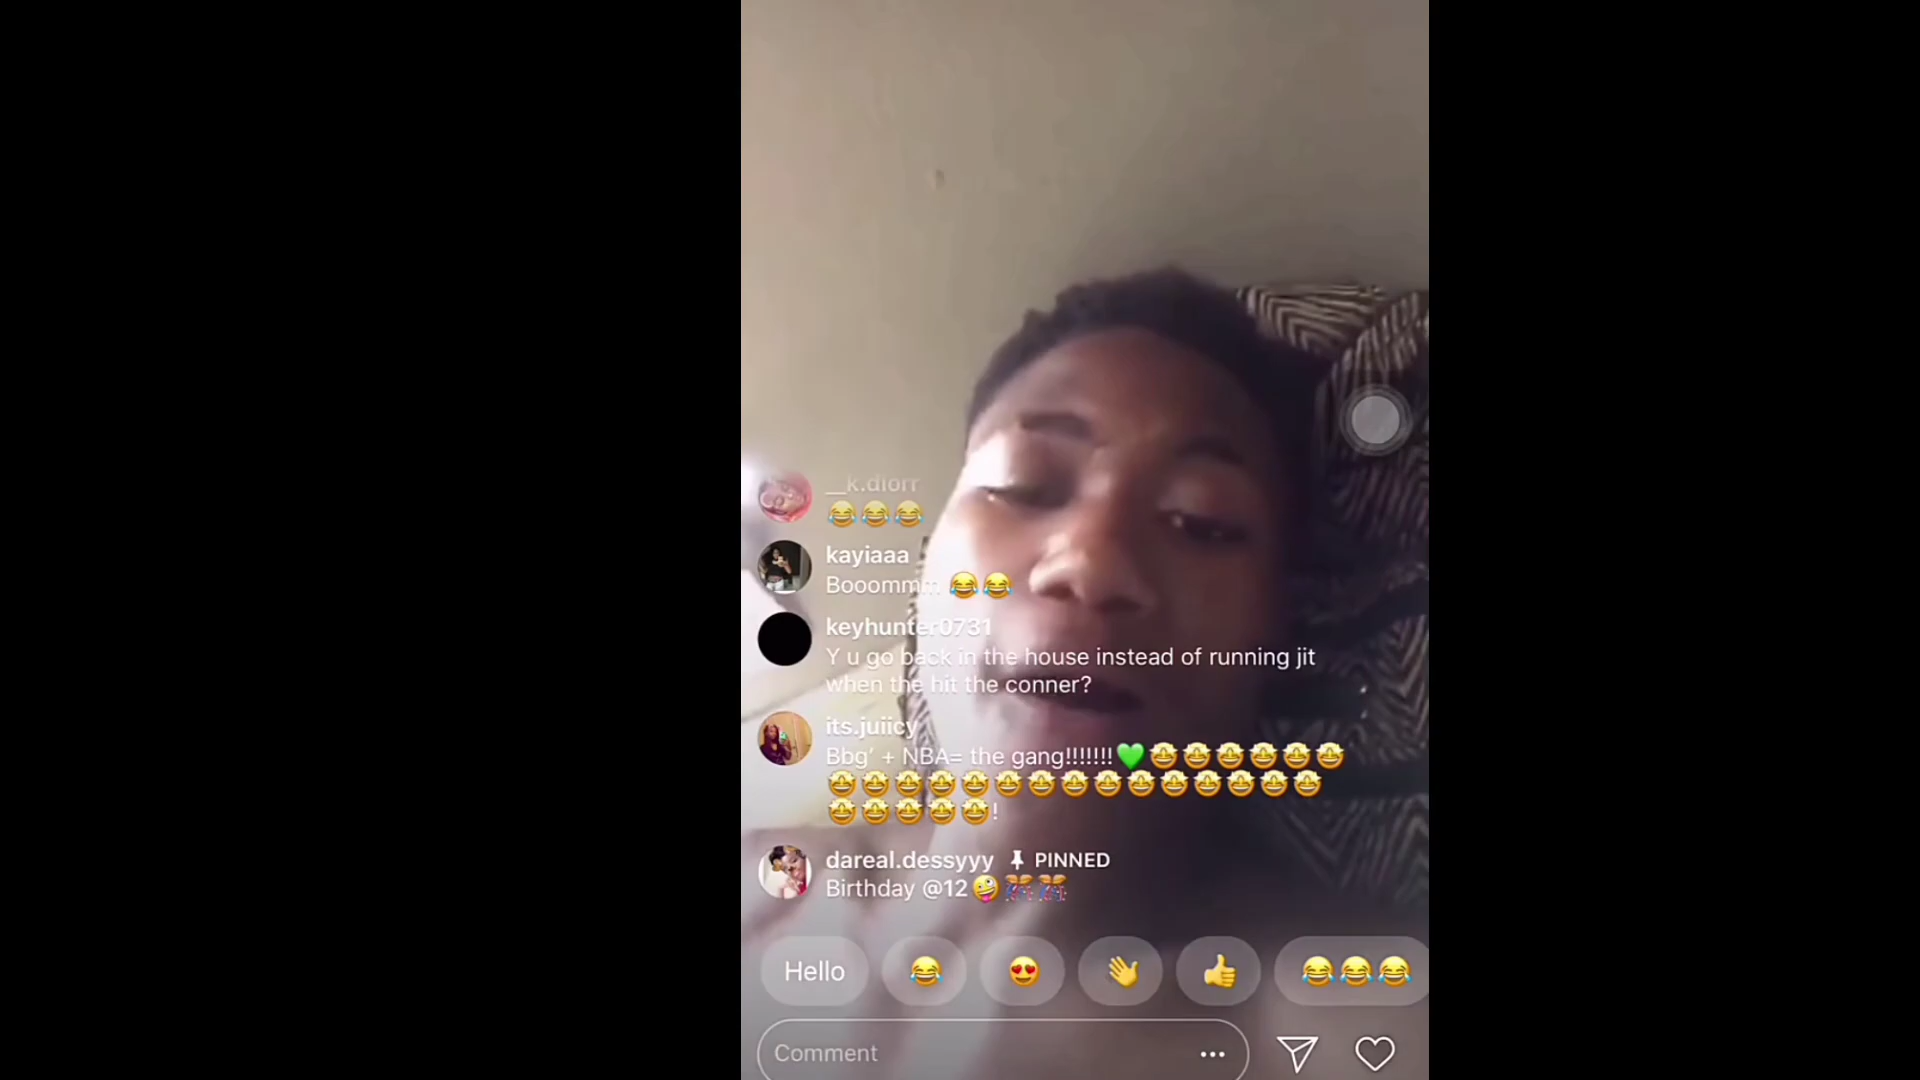 __k.diorr
😂😂😂
kayiaaa
Booommm 😂😂
keyhunter0731
Y u go back in the house instead of running jit
when the hit the conner?
its.juiicy
Bbg’ + NBA= the gang!!!!!!!💚🤩🤩🤩🤩🤩🤩
🤩🤩🤩🤩🤩🤩🤩🤩🤩🤩🤩🤩🤩🤩🤩
🤩🤩🤩🤩🤩!
dareal.dessyyy PINNED
Birthday @12🤪🎊🎊
Hello 😂 😍 👋 👍 😂😂😂
Comment